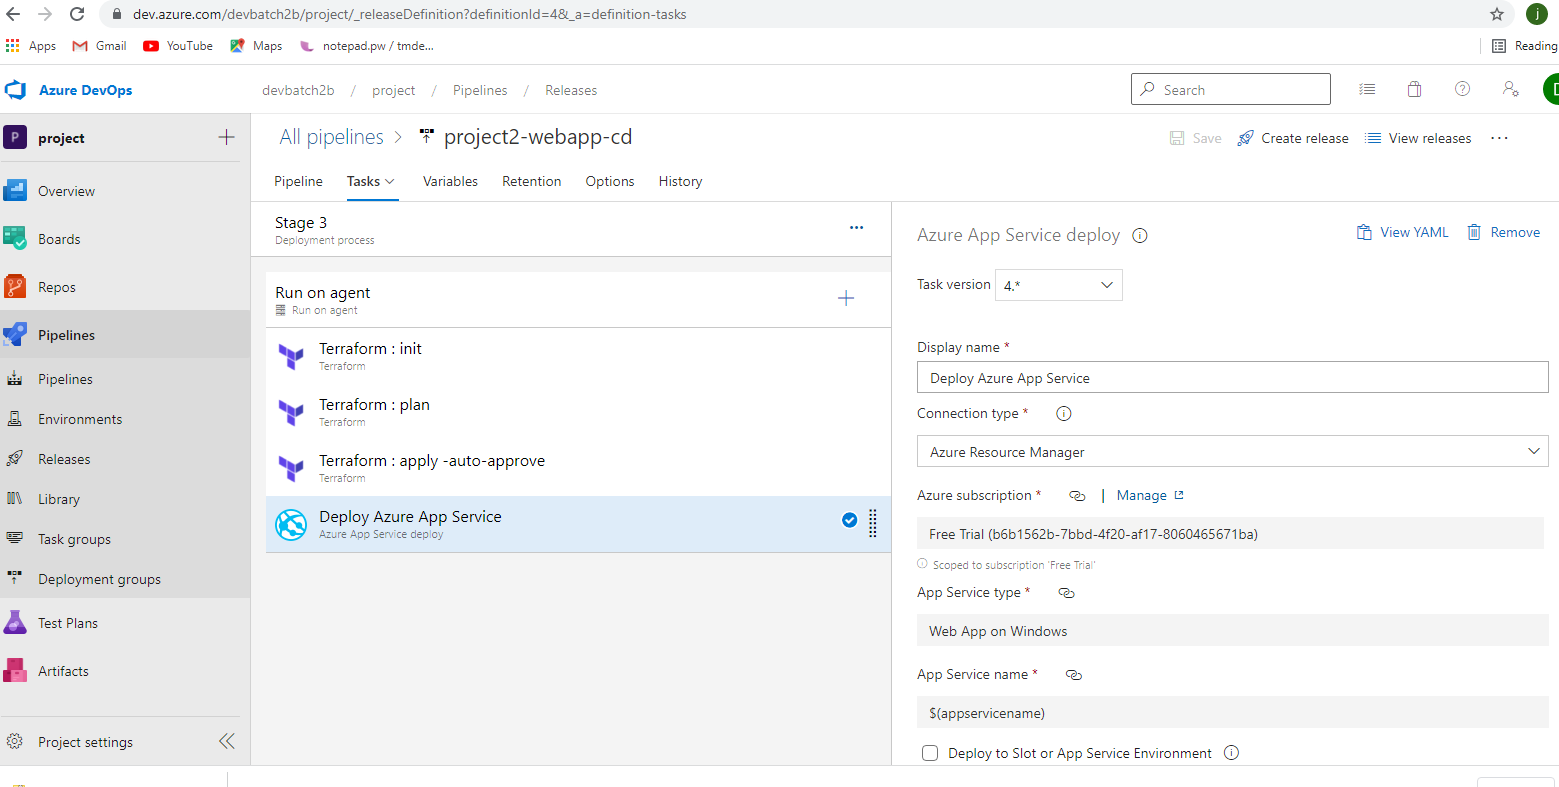 dev.azure.com/devbatch2b/project/_releaseDefinition?definitionId=4&_a=definition-tasks
j
Apps Gmail YouTube Maps notepad.pw / tmde... Reading
Azure DevOps devbatch2b / project / Pipelines / Releases Search
P project
All pipelines > project2-webapp-cd Save Create release View releases ...
Pipeline Tasks Variables Retention Options History
Overview
Boards
Repos
Pipelines
Pipelines
Environments
Releases
Library
Task groups
Deployment groups
Test Plans
Artifacts
Project settings
Stage 3
Deployment process
Run on agent
Run on agent
Terraform : init
Terraform
Terraform : plan
Terraform
Terraform : apply -auto-approve
Terraform
Deploy Azure App Service
Azure App Service deploy
Azure App Service deploy View YAML Remove
Task version 4.*
Display name *
Deploy Azure App Service
Connection type *
Azure Resource Manager
Azure subscription * | Manage
Free Trial (b6b1562b-7bbd-4f20-af17-8060465671ba)
Scoped to subscription 'Free Trial'
App Service type *
Web App on Windows
App Service name *
$(appservicename)
Deploy to Slot or App Service Environment